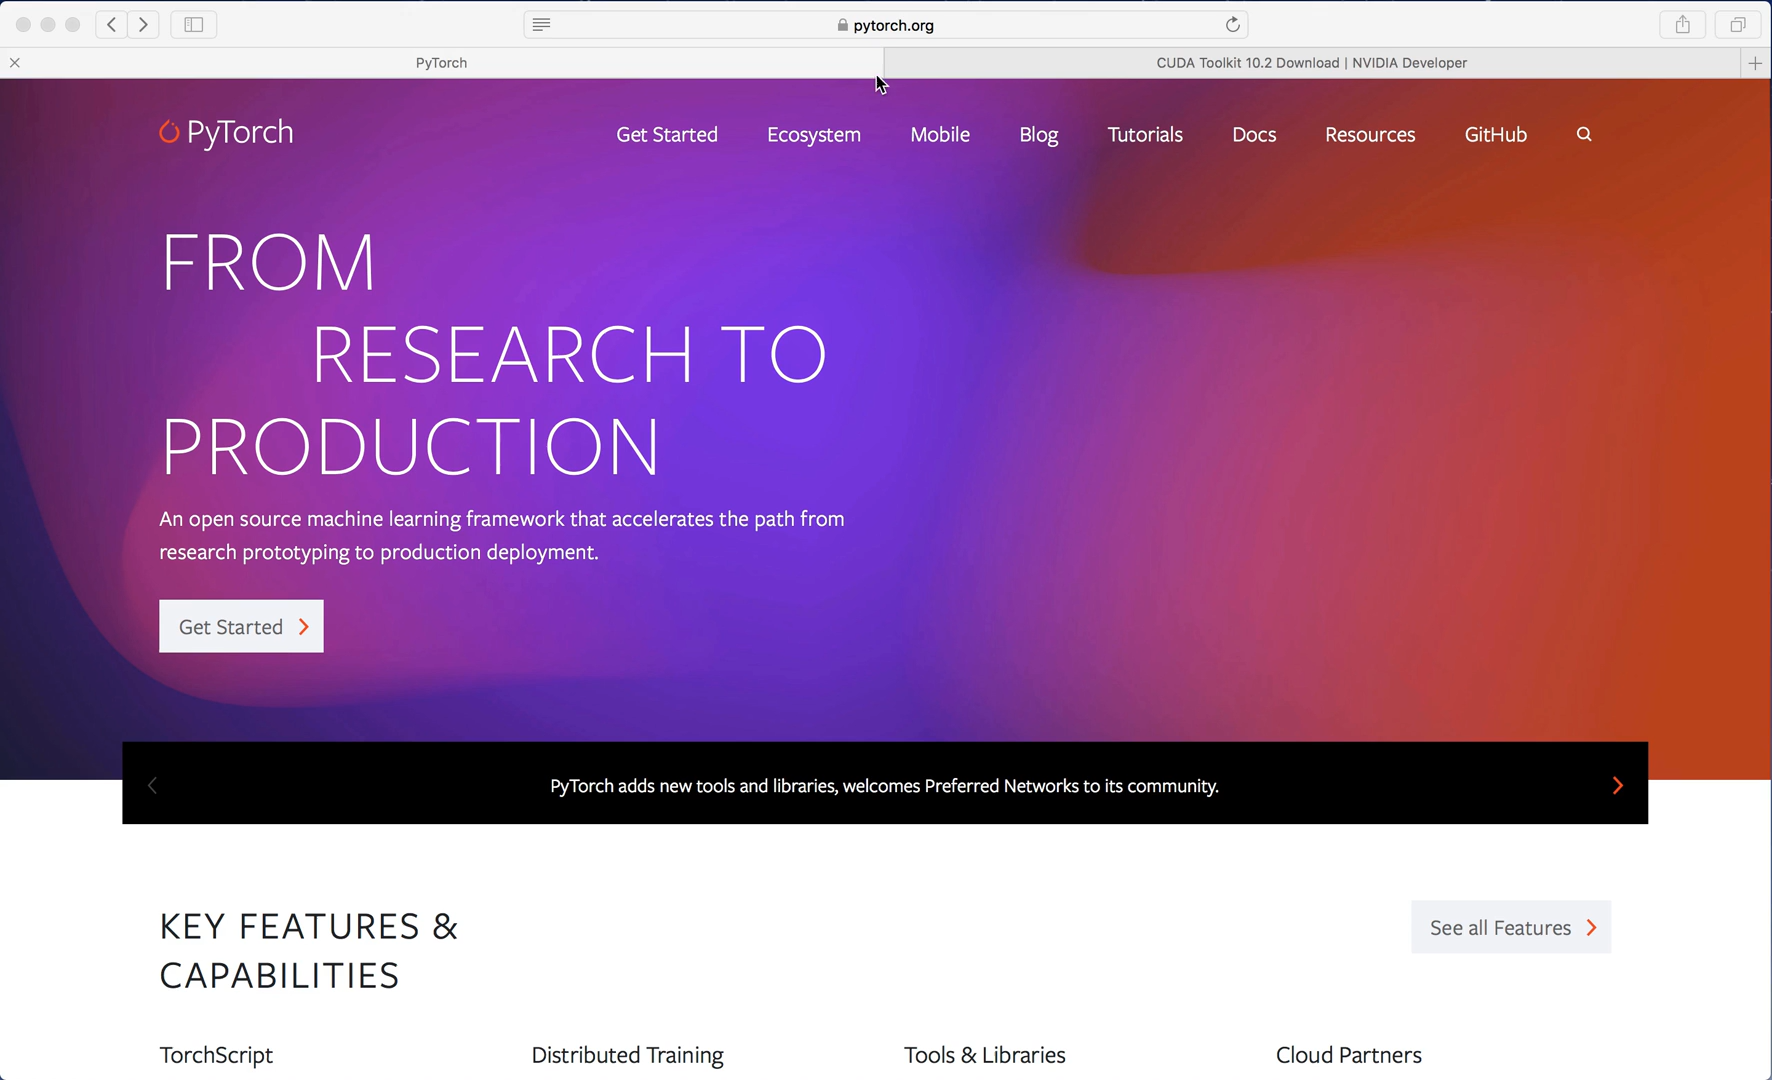 pytorch.org
PyTorch
CUDA Toolkit 10.2 Download | NVIDIA Developer
PyTorch
Get Started
Ecosystem
Mobile
Blog
Tutorials
Docs
Resources
GitHub
FROM
RESEARCH TO
PRODUCTION
An open source machine learning framework that accelerates the path from
research prototyping to production deployment.
Get Started
PyTorch adds new tools and libraries, welcomes Preferred Networks to its community.
KEY FEATURES &
CAPABILITIES
See all Features
TorchScript
Distributed Training
Tools & Libraries
Cloud Partners